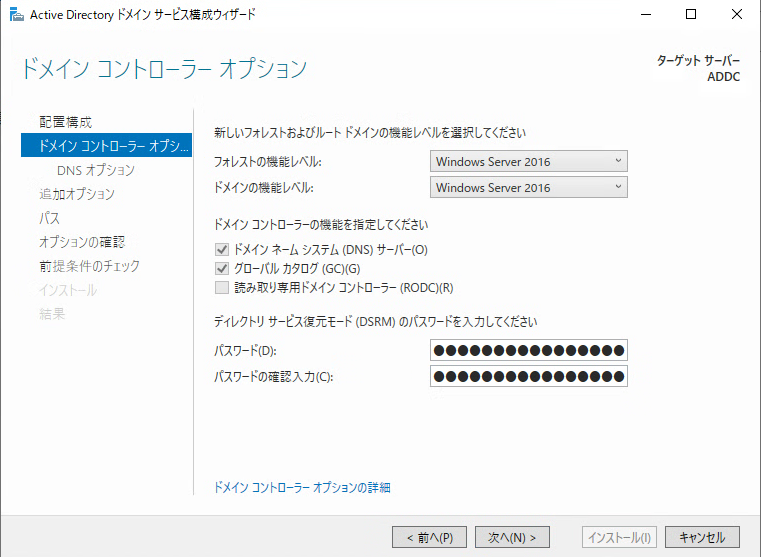 Active Directory ドメイン サービス構成ウィザード
ドメイン コントローラー オプション
ターゲット サーバー
ADDC
配置構成
ドメイン コントローラー オプシ...
DNS オプション
追加オプション
パス
オプションの確認
前提条件のチェック
インストール
結果
新しいフォレストおよびルート ドメインの機能レベルを選択してください
フォレストの機能レベル: Windows Server 2016
ドメインの機能レベル: Windows Server 2016
ドメイン コントローラーの機能を指定してください
ドメイン ネーム システム (DNS) サーバー(O)
グローバル カタログ (GC)(G)
読み取り専用ドメイン コントローラー (RODC)(R)
ディレクトリ サービス復元モード (DSRM) のパスワードを入力してください
パスワード(D): ●●●●●●●●●●●●●●●●
パスワードの確認入力(C): ●●●●●●●●●●●●●●●●
ドメイン コントローラー オプションの詳細
< 前へ(P) 次へ(N) > インストール(I) キャンセル